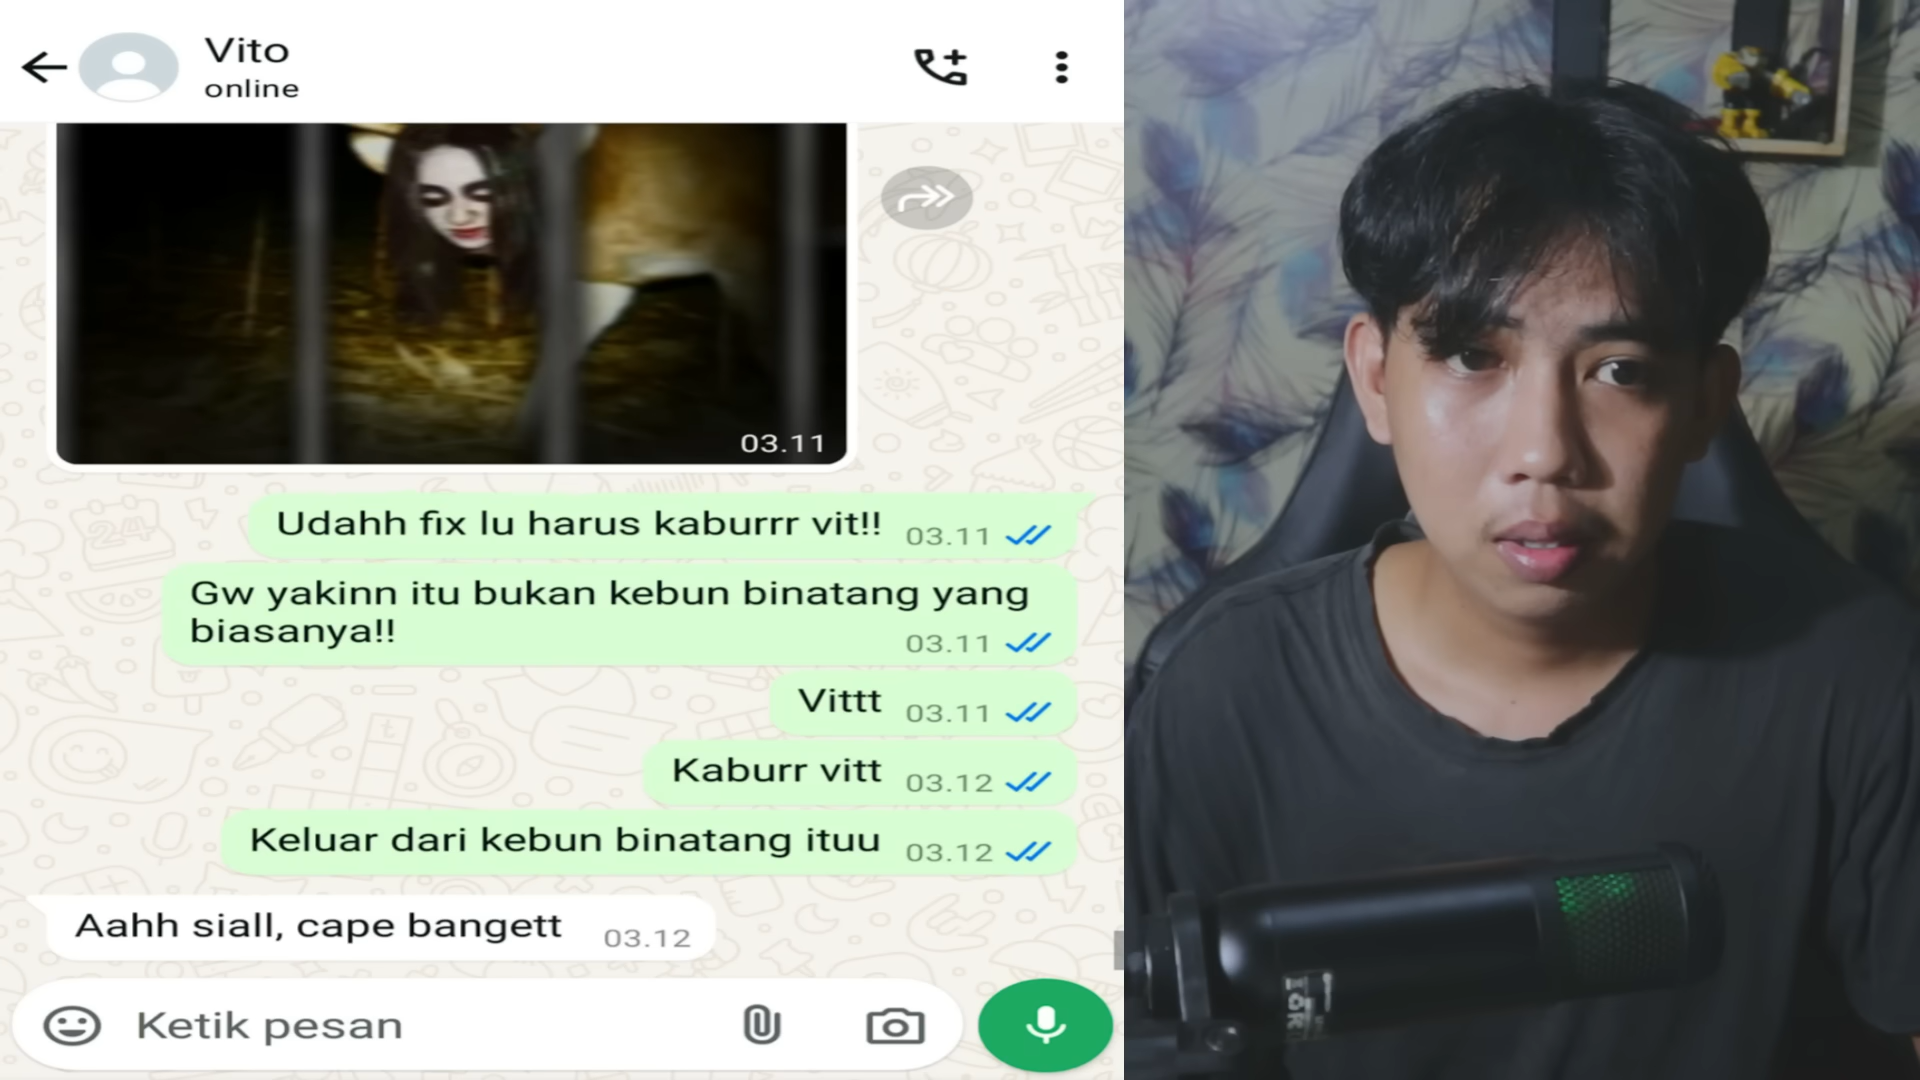 Vito
online
03.11
Udahh fix lu harus kaburrr vit!! 03.11
Gw yakinn itu bukan kebun binatang yang
biasanya!! 03.11
Vittt 03.11
Kaburr vitt 03.12
Keluar dari kebun binatang ituu 03.12
Aahh siall, cape bangett 03.12
Ketik pesan